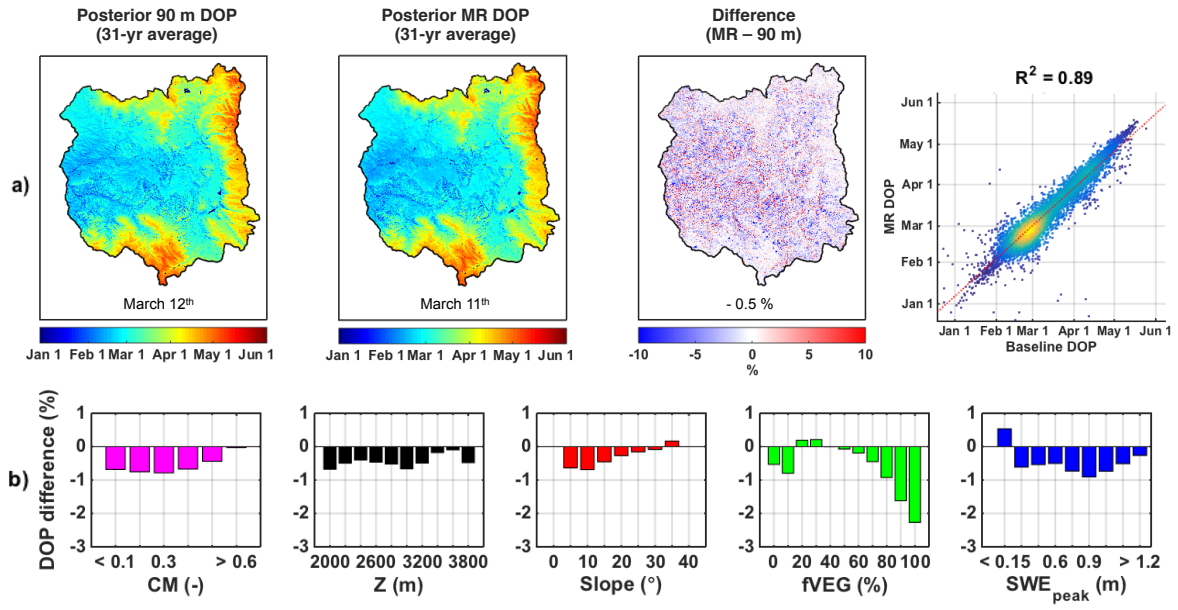 Posterior 90 m DOP
(31-yr average)
Posterior MR DOP
(31-yr average)
Difference
(MR – 90 m)
R² = 0.89
a)
March 12th
March 11th
- 0.5 %
Jan 1 Feb 1 Mar 1 Apr 1 May 1 Jun 1
Jan 1 Feb 1 Mar 1 Apr 1 May 1 Jun 1
-10 -5 0 5 10
%
MR DOP
Jun 1
May 1
Apr 1
Mar 1
Feb 1
Jan 1
Jan 1 Feb 1 Mar 1 Apr 1 May 1 Jun 1
Baseline DOP
b)
DOP difference (%)
1
0
-1
-2
-3
< 0.1 0.3 > 0.6
CM (-)
1
0
-1
-2
-3
2000 2600 3200 3800
Z (m)
1
0
-1
-2
-3
0 10 20 30 40
Slope (°)
1
0
-1
-2
-3
0 20 40 60 80 100
fVEG (%)
1
0
-1
-2
-3
< 0.15 0.6 0.9 > 1.2
SWEpeak (m)